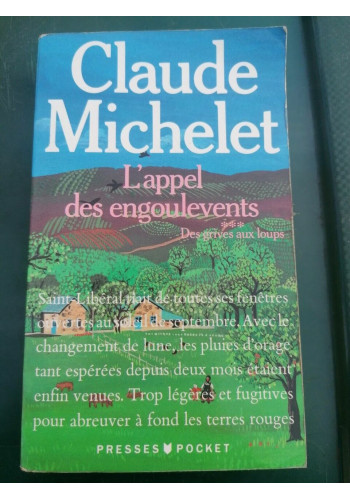 Claude
Michelet
L'appel
des engoulevents
***
Des grives aux loups
Saint-Libéral riait de toutes ses fenêtres
ouvertes au soleil de septembre. Avec le
changement de lune, les pluies d'orage
tant espérées depuis deux mois étaient
enfin venues. Trop légères et fugitives
pour abreuver à fond les terres rouges
PRESSES POCKET